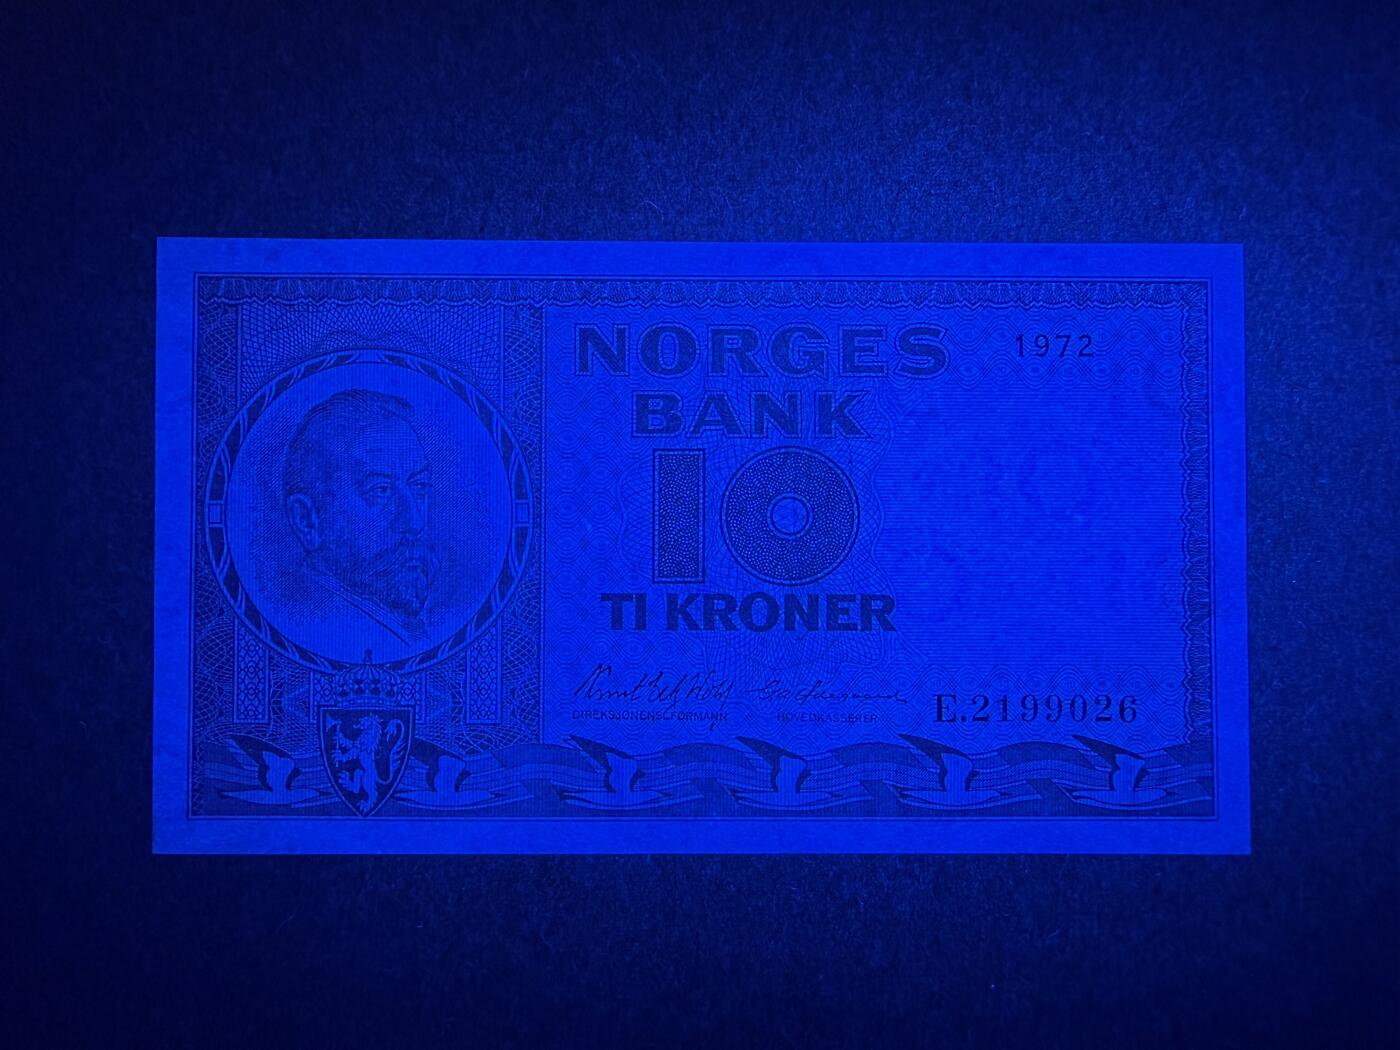 NORGES
1972
BANK
10
TI KRONER
DIREKSJONENS FORMANN
HOVEDKASSERER
E.2199026